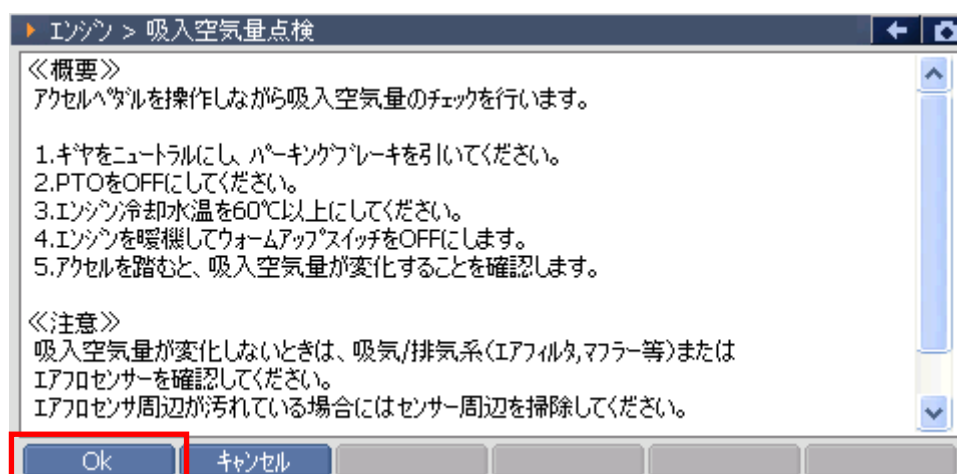 エンジン > 吸入空気量点検
≪概要≫
アクセルペダルを操作しながら吸入空気量のチェックを行います。
1.ギヤをニュートラルにし、パーキングブレーキを引いてください。
2.PTOをOFFにしてください。
3.エンジン冷却水温を60℃以上にしてください。
4.エンジンを暖機してウォームアップスイッチをOFFにします。
5.アクセルを踏むと、吸入空気量が変化することを確認します。
≪注意≫
吸入空気量が変化しないときは、吸気/排気系(エアフィルタ,マフラー等)または
エアフロセンサーを確認してください。
エアフロセンサ周辺が汚れている場合にはセンサー周辺を掃除してください。
Ok キャンセル